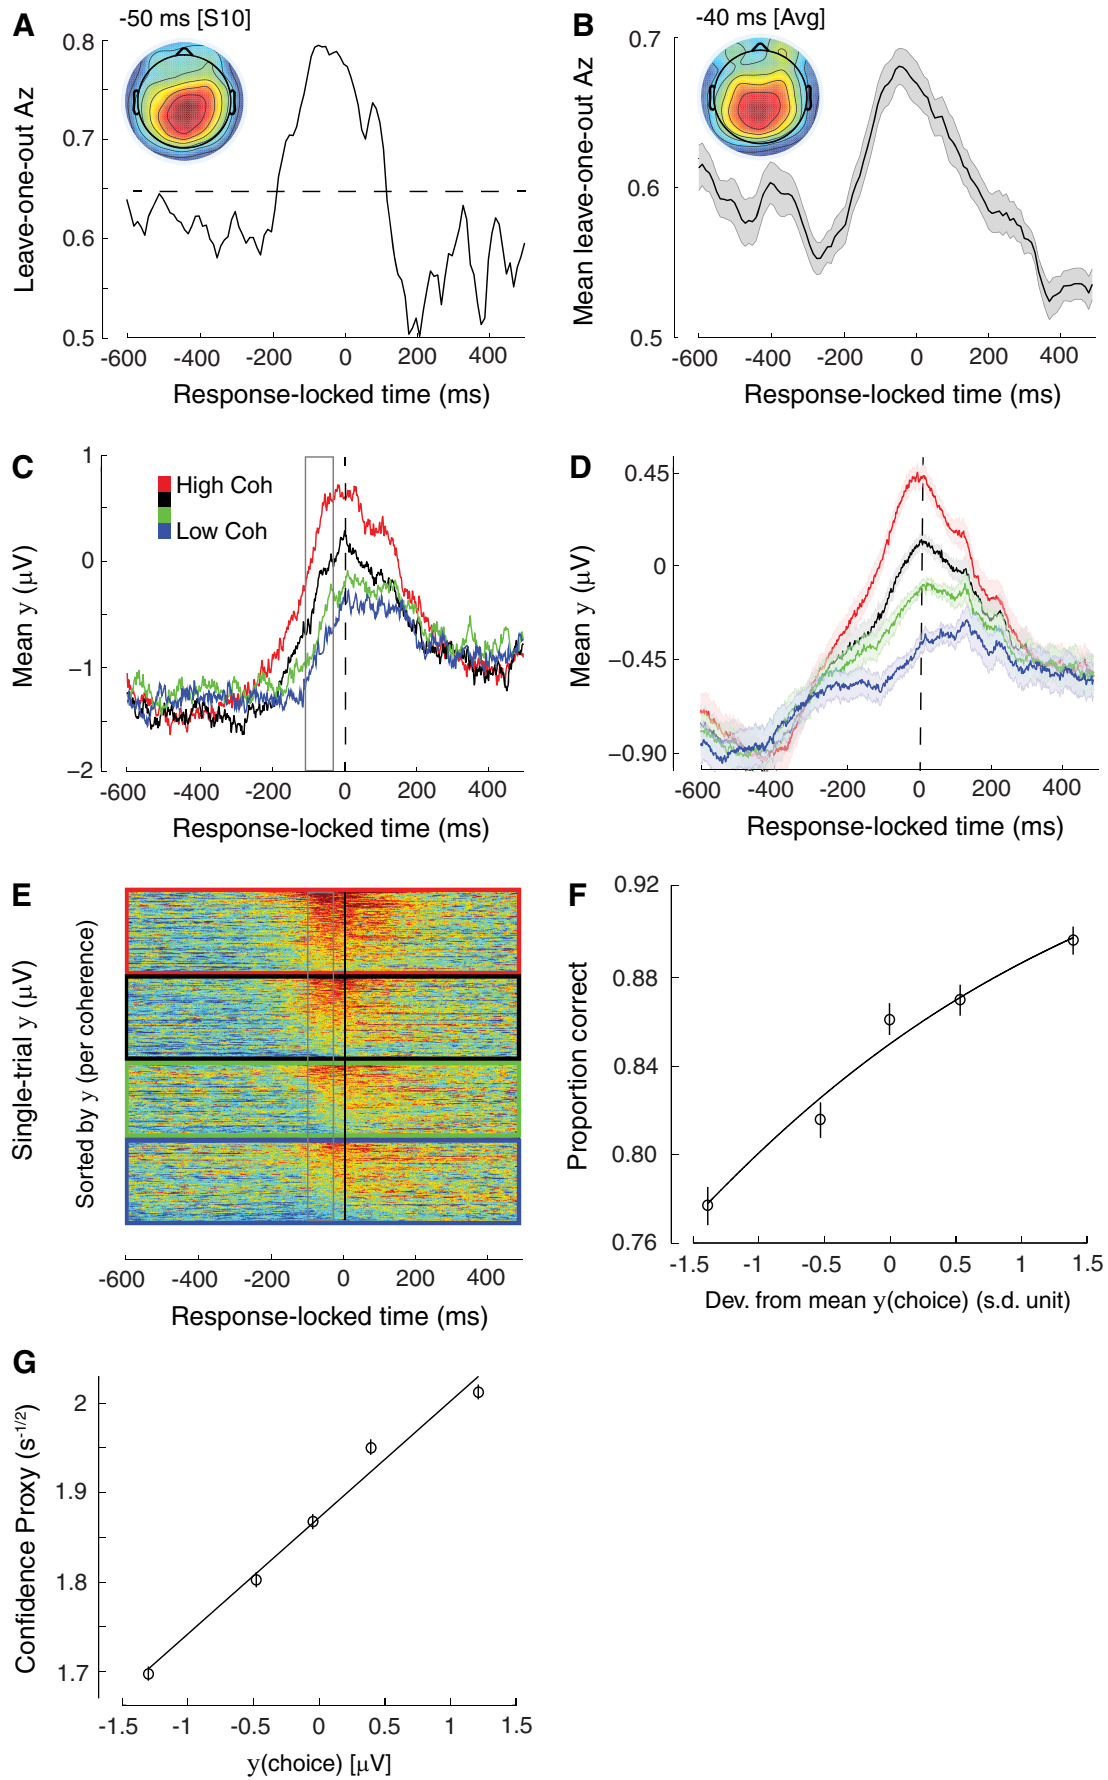 A
-50 ms [S10]
0.8
0.7
0.6
0.5
Leave-one-out Az
-600 -400 -200 0 200 400
Response-locked time (ms)
B
-40 ms [Avg]
0.7
0.6
0.5
Mean leave-one-out Az
-600 -400 -200 0 200 400
Response-locked time (ms)
C
1
0
−1
−2
Mean y (μV)
High Coh
Low Coh
-600 -400 -200 0 200 400
Response-locked time (ms)
D
0.45
0
−0.45
−0.90
Mean y (μV)
-600 -400 -200 0 200 400
Response-locked time (ms)
E
Single-trial y (μV)
Sorted by y (per coherence)
-600 -400 -200 0 200 400
Response-locked time (ms)
F
0.92
0.88
0.84
0.80
0.76
Proportion correct
-1.5 -1 -0.5 0 0.5 1 1.5
Dev. from mean y(choice) (s.d. unit)
G
2
1.9
1.8
1.7
Confidence Proxy (s-1/2)
-1.5 -1 -0.5 0 0.5 1 1.5
y(choice) [μV]